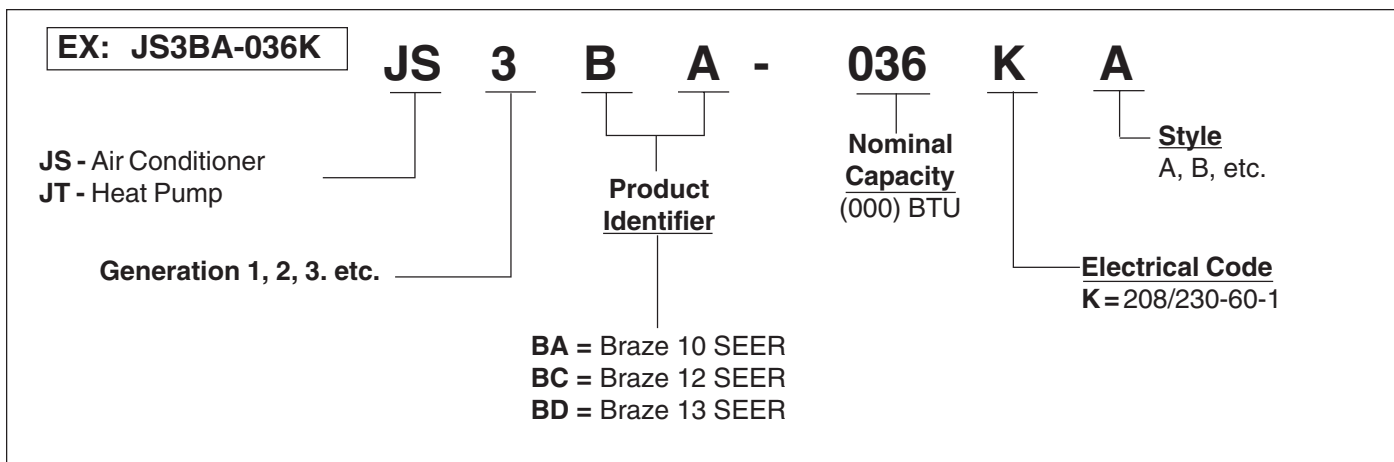 EX: JS3BA-036K
JS 3 B A - 036 K A
JS - Air Conditioner
JT - Heat Pump
Generation 1, 2, 3. etc.
Product
Identifier
BA = Braze 10 SEER
BC = Braze 12 SEER
BD = Braze 13 SEER
Nominal
Capacity
(000) BTU
Style
A, B, etc.
Electrical Code
K = 208/230-60-1